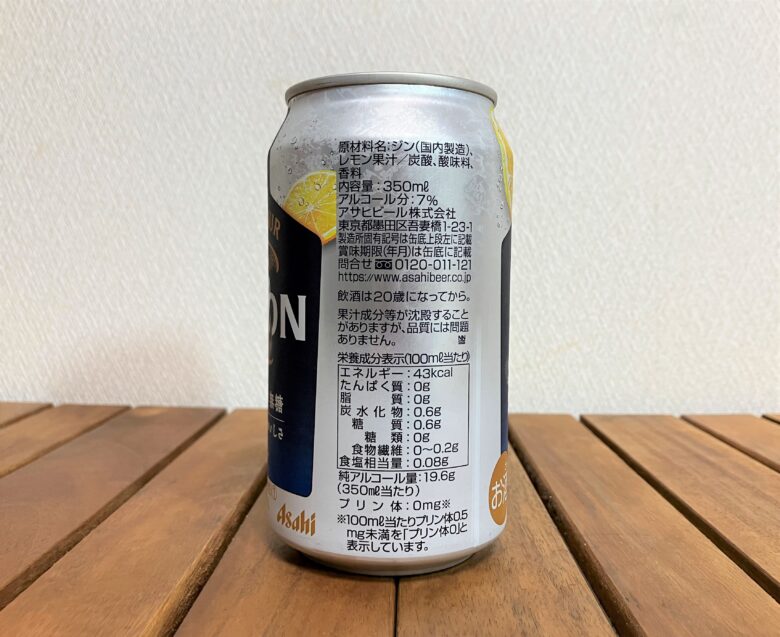 原材料名:ジン(国内製造)、
レモン果汁／炭酸、酸味料、
香料
内容量:350ml
アルコール分:7%
アサヒビール株式会社
東京都墨田区吾妻橋1-23-1
製造所固有記号は缶底上段左に記載
賞味期限(年月)は缶底に記載
問合せ 0120-011-121
https://www.asahibeer.co.jp
飲酒は20歳になってから。
果汁成分等が沈殿すること
がありますが、品質には問題
ありません。
栄養成分表示(100ml当たり)
エネルギー:43kcal
たんぱく質:0g
脂質:0g
炭水化物:0.6g
糖質:0.6g
糖類:0g
食物繊維:0〜0.2g
食塩相当量:0.08g
純アルコール量:19.6g
(350ml当たり)
プリン体:0mg※
※100ml当たりプリン体0.5
mg未満を「プリン体0」と
表示しています。
UR
ON
糖
しさ
Asahi
お